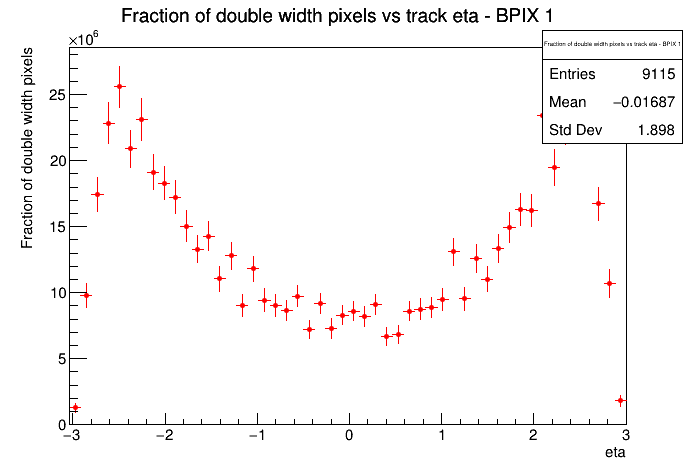 Fraction of double width pixels vs track eta - BPIX 1
×10⁶
Fraction of double width pixels
Fraction of double width pixels vs track eta - BPIX 1
Entries 9115
Mean −0.01687
Std Dev 1.898
25
20
15
10
5
0
−3 −2 −1 0 1 2 3
eta